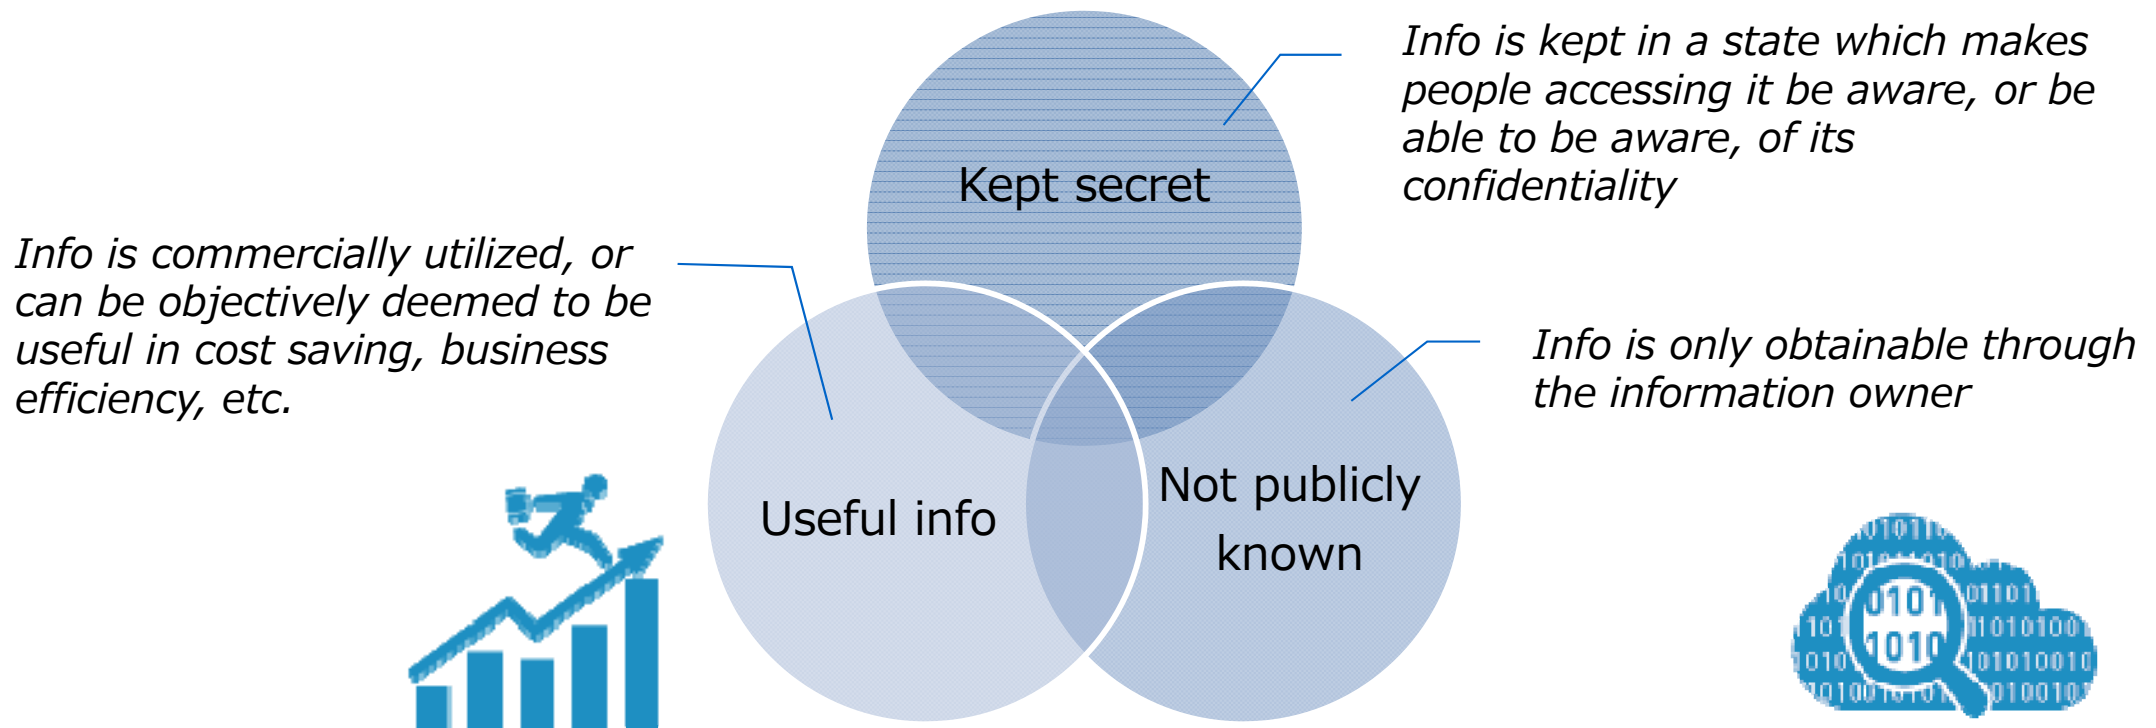 Info is kept in a state which makes
people accessing it be aware, or be
able to be aware, of its
confidentiality
Kept secret
Info is commercially utilized, or
can be objectively deemed to be
useful in cost saving, business
efficiency, etc.
Info is only obtainable through
the information owner
Useful info
Not publicly
known
0101
1010